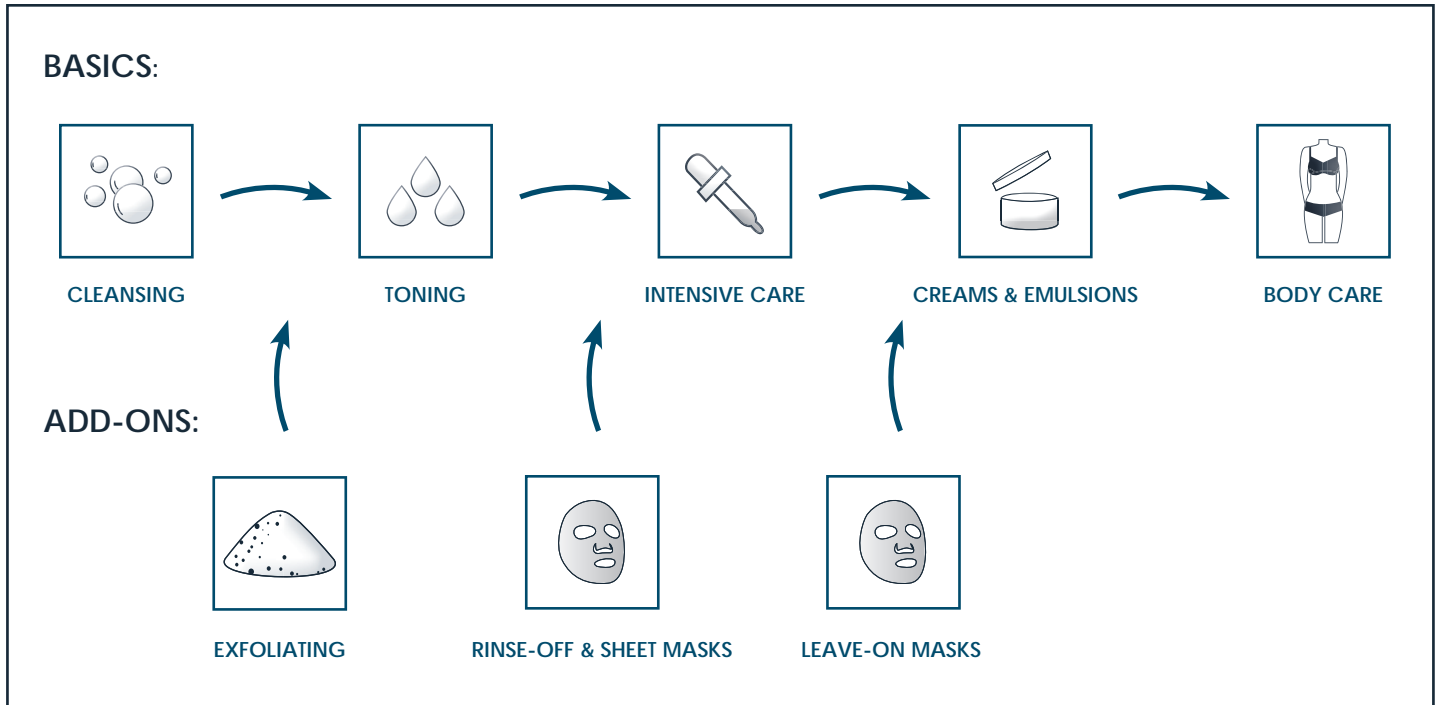 BASICS:
CLEANSING
TONING
INTENSIVE CARE
CREAMS & EMULSIONS
BODY CARE
ADD-ONS:
EXFOLIATING
RINSE-OFF & SHEET MASKS
LEAVE-ON MASKS